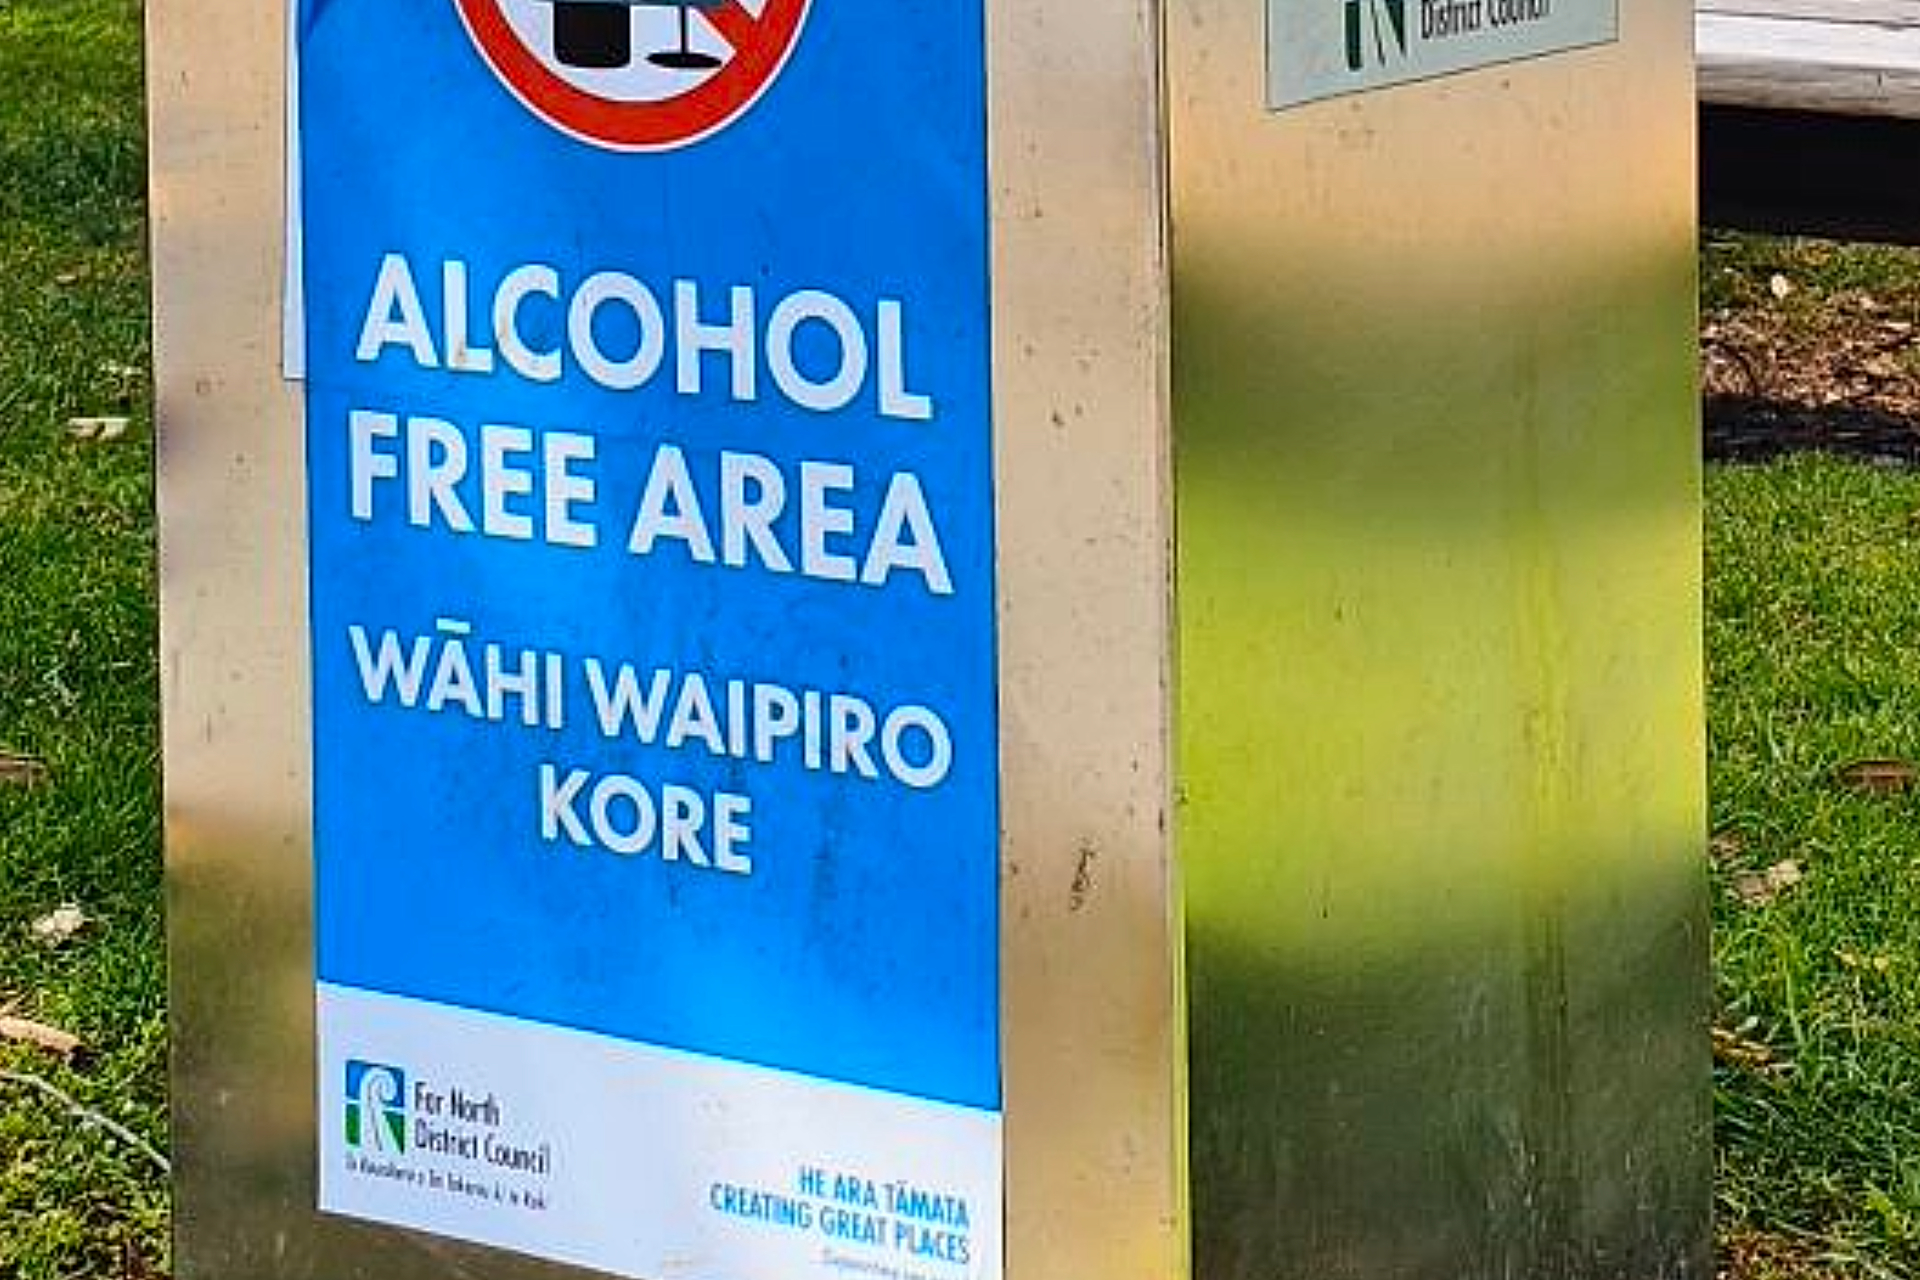 ALCOHOL
FREE AREA
WĀHI WAIPIRO
KORE
Far North
District Council
HE ARA TĀMATA
CREATING GREAT PLACES
District Council